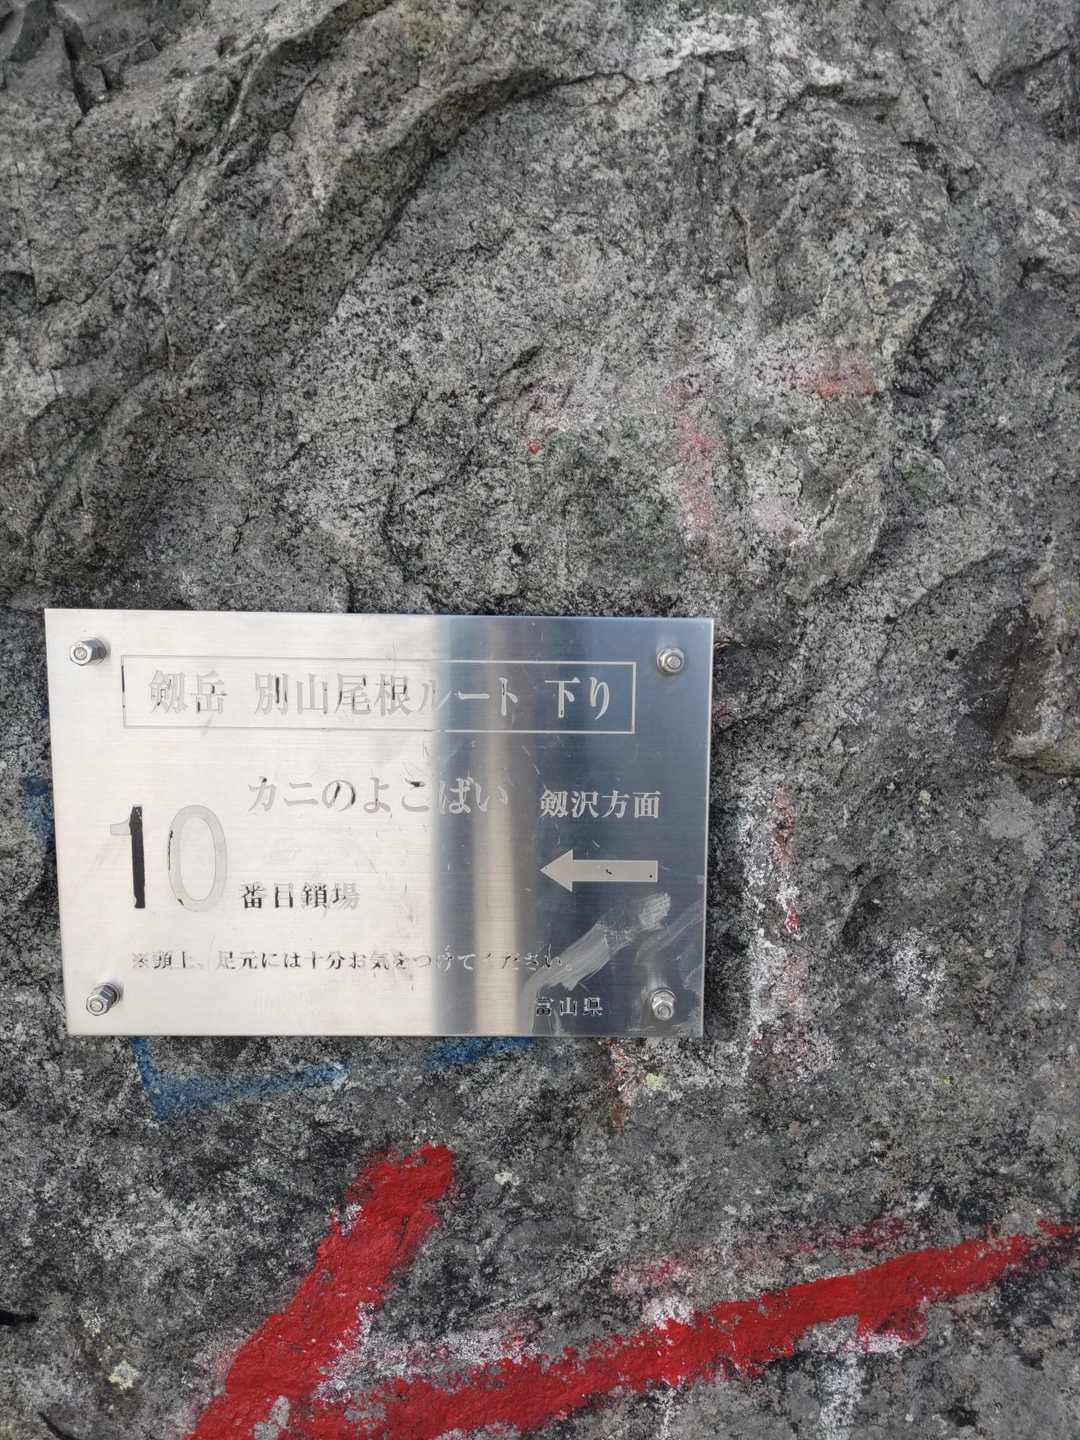 剱岳 別山尾根ルート 下り
カニのよこばい
剱沢方面
10
番目鎖場
※頭上、足元には十分お気をつけてください。
富山県